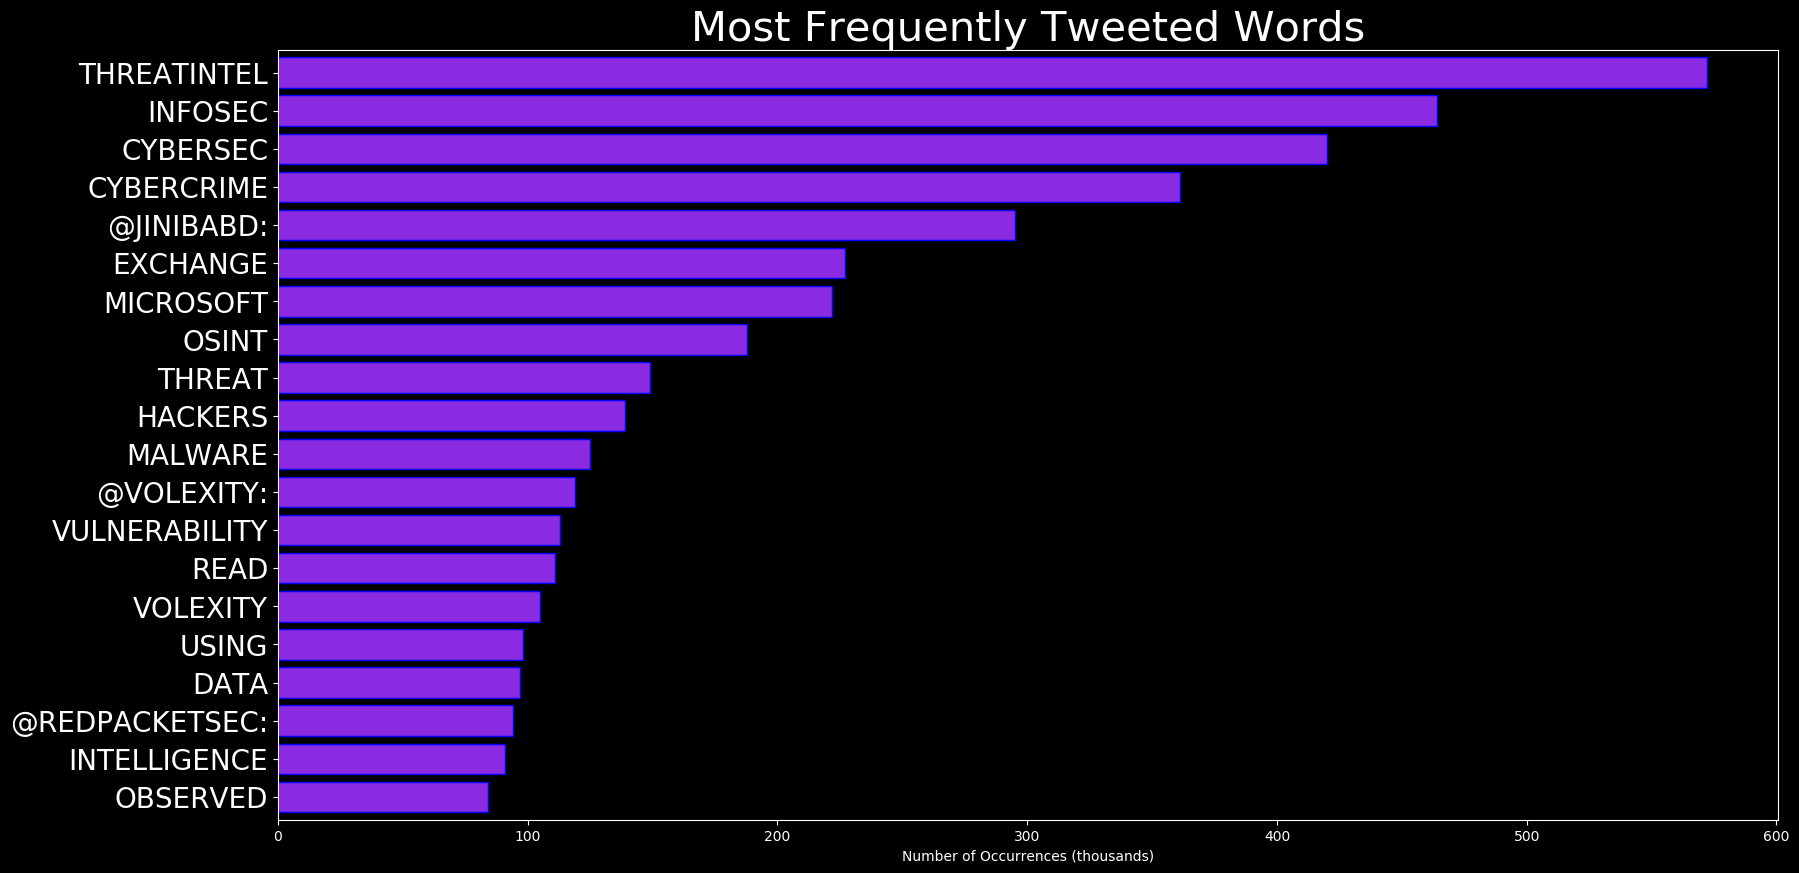 Most Frequently Tweeted Words
THREATINTEL
INFOSEC
CYBERSEC
CYBERCRIME
@JINIBABD:
EXCHANGE
MICROSOFT
OSINT
THREAT
HACKERS
MALWARE
@VOLEXITY:
VULNERABILITY
READ
VOLEXITY
USING
DATA
@REDPACKETSEC:
INTELLIGENCE
OBSERVED
0 100 200 300 400 500 600
Number of Occurrences (thousands)